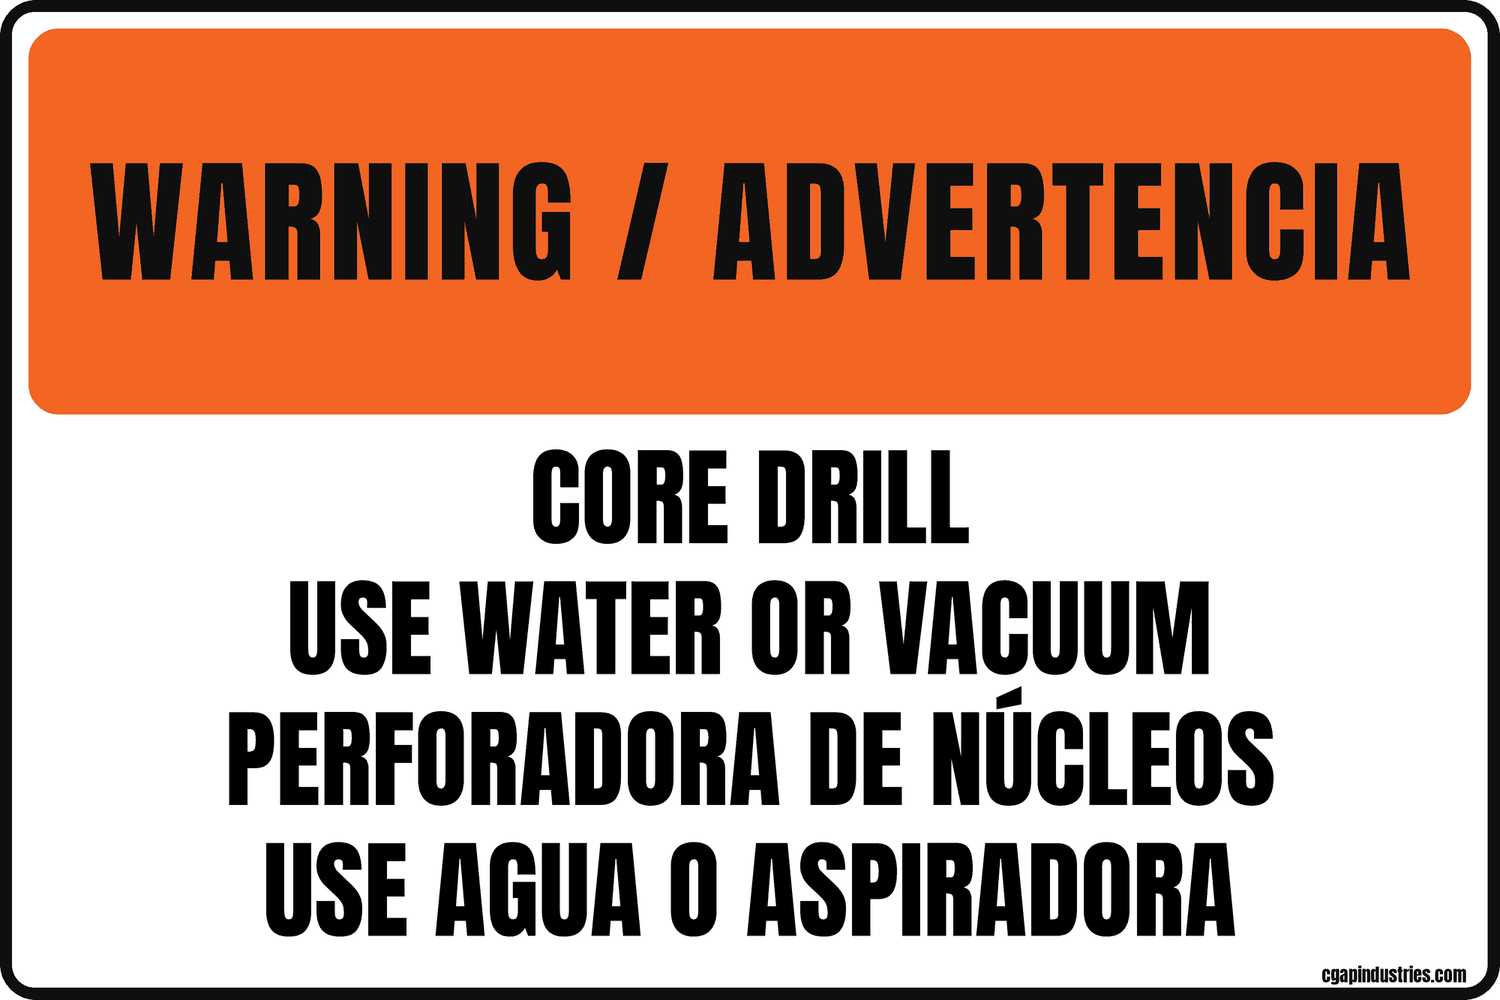 WARNING / ADVERTENCIA
CORE DRILL
USE WATER OR VACUUM
PERFORADORA DE NÚCLEOS
USE AGUA O ASPIRADORA
cgapindustries.com